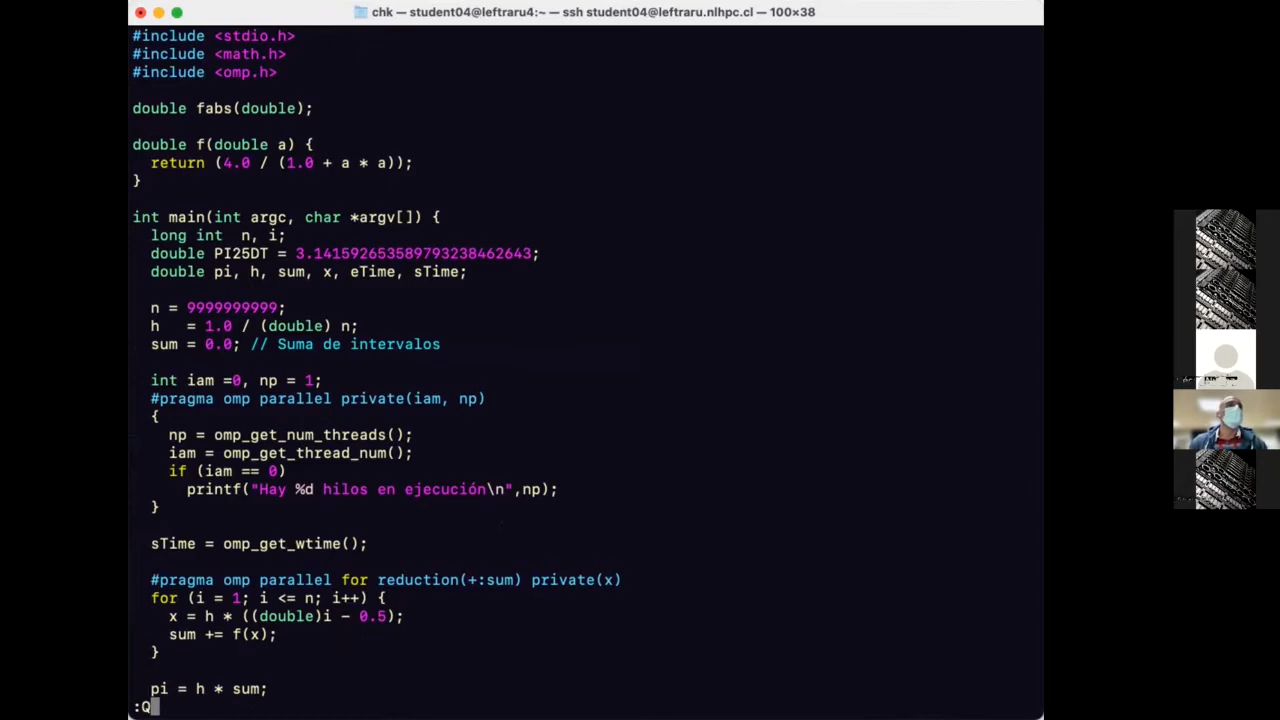 chk — student04@leftraru4:~ — ssh student04@leftraru.nlhpc.cl — 100×38
#include <stdio.h>
#include <math.h>
#include <omp.h>
double fabs(double);
double f(double a) {
return (4.0 / (1.0 + a * a));
}
int main(int argc, char *argv[]) {
long int  n, i;
double PI25DT = 3.141592653589793238462643;
double pi, h, sum, x, eTime, sTime;
n = 9999999999;
h   = 1.0 / (double) n;
sum = 0.0; // Suma de intervalos
int iam =0, np = 1;
#pragma omp parallel private(iam, np)
{
np = omp_get_num_threads();
iam = omp_get_thread_num();
if (iam == 0)
printf("Hay %d hilos en ejecución\n",np);
}
sTime = omp_get_wtime();
#pragma omp parallel for reduction(+:sum) private(x)
for (i = 1; i <= n; i++) {
x = h * ((double)i - 0.5);
sum += f(x);
}
pi = h * sum;
:Q